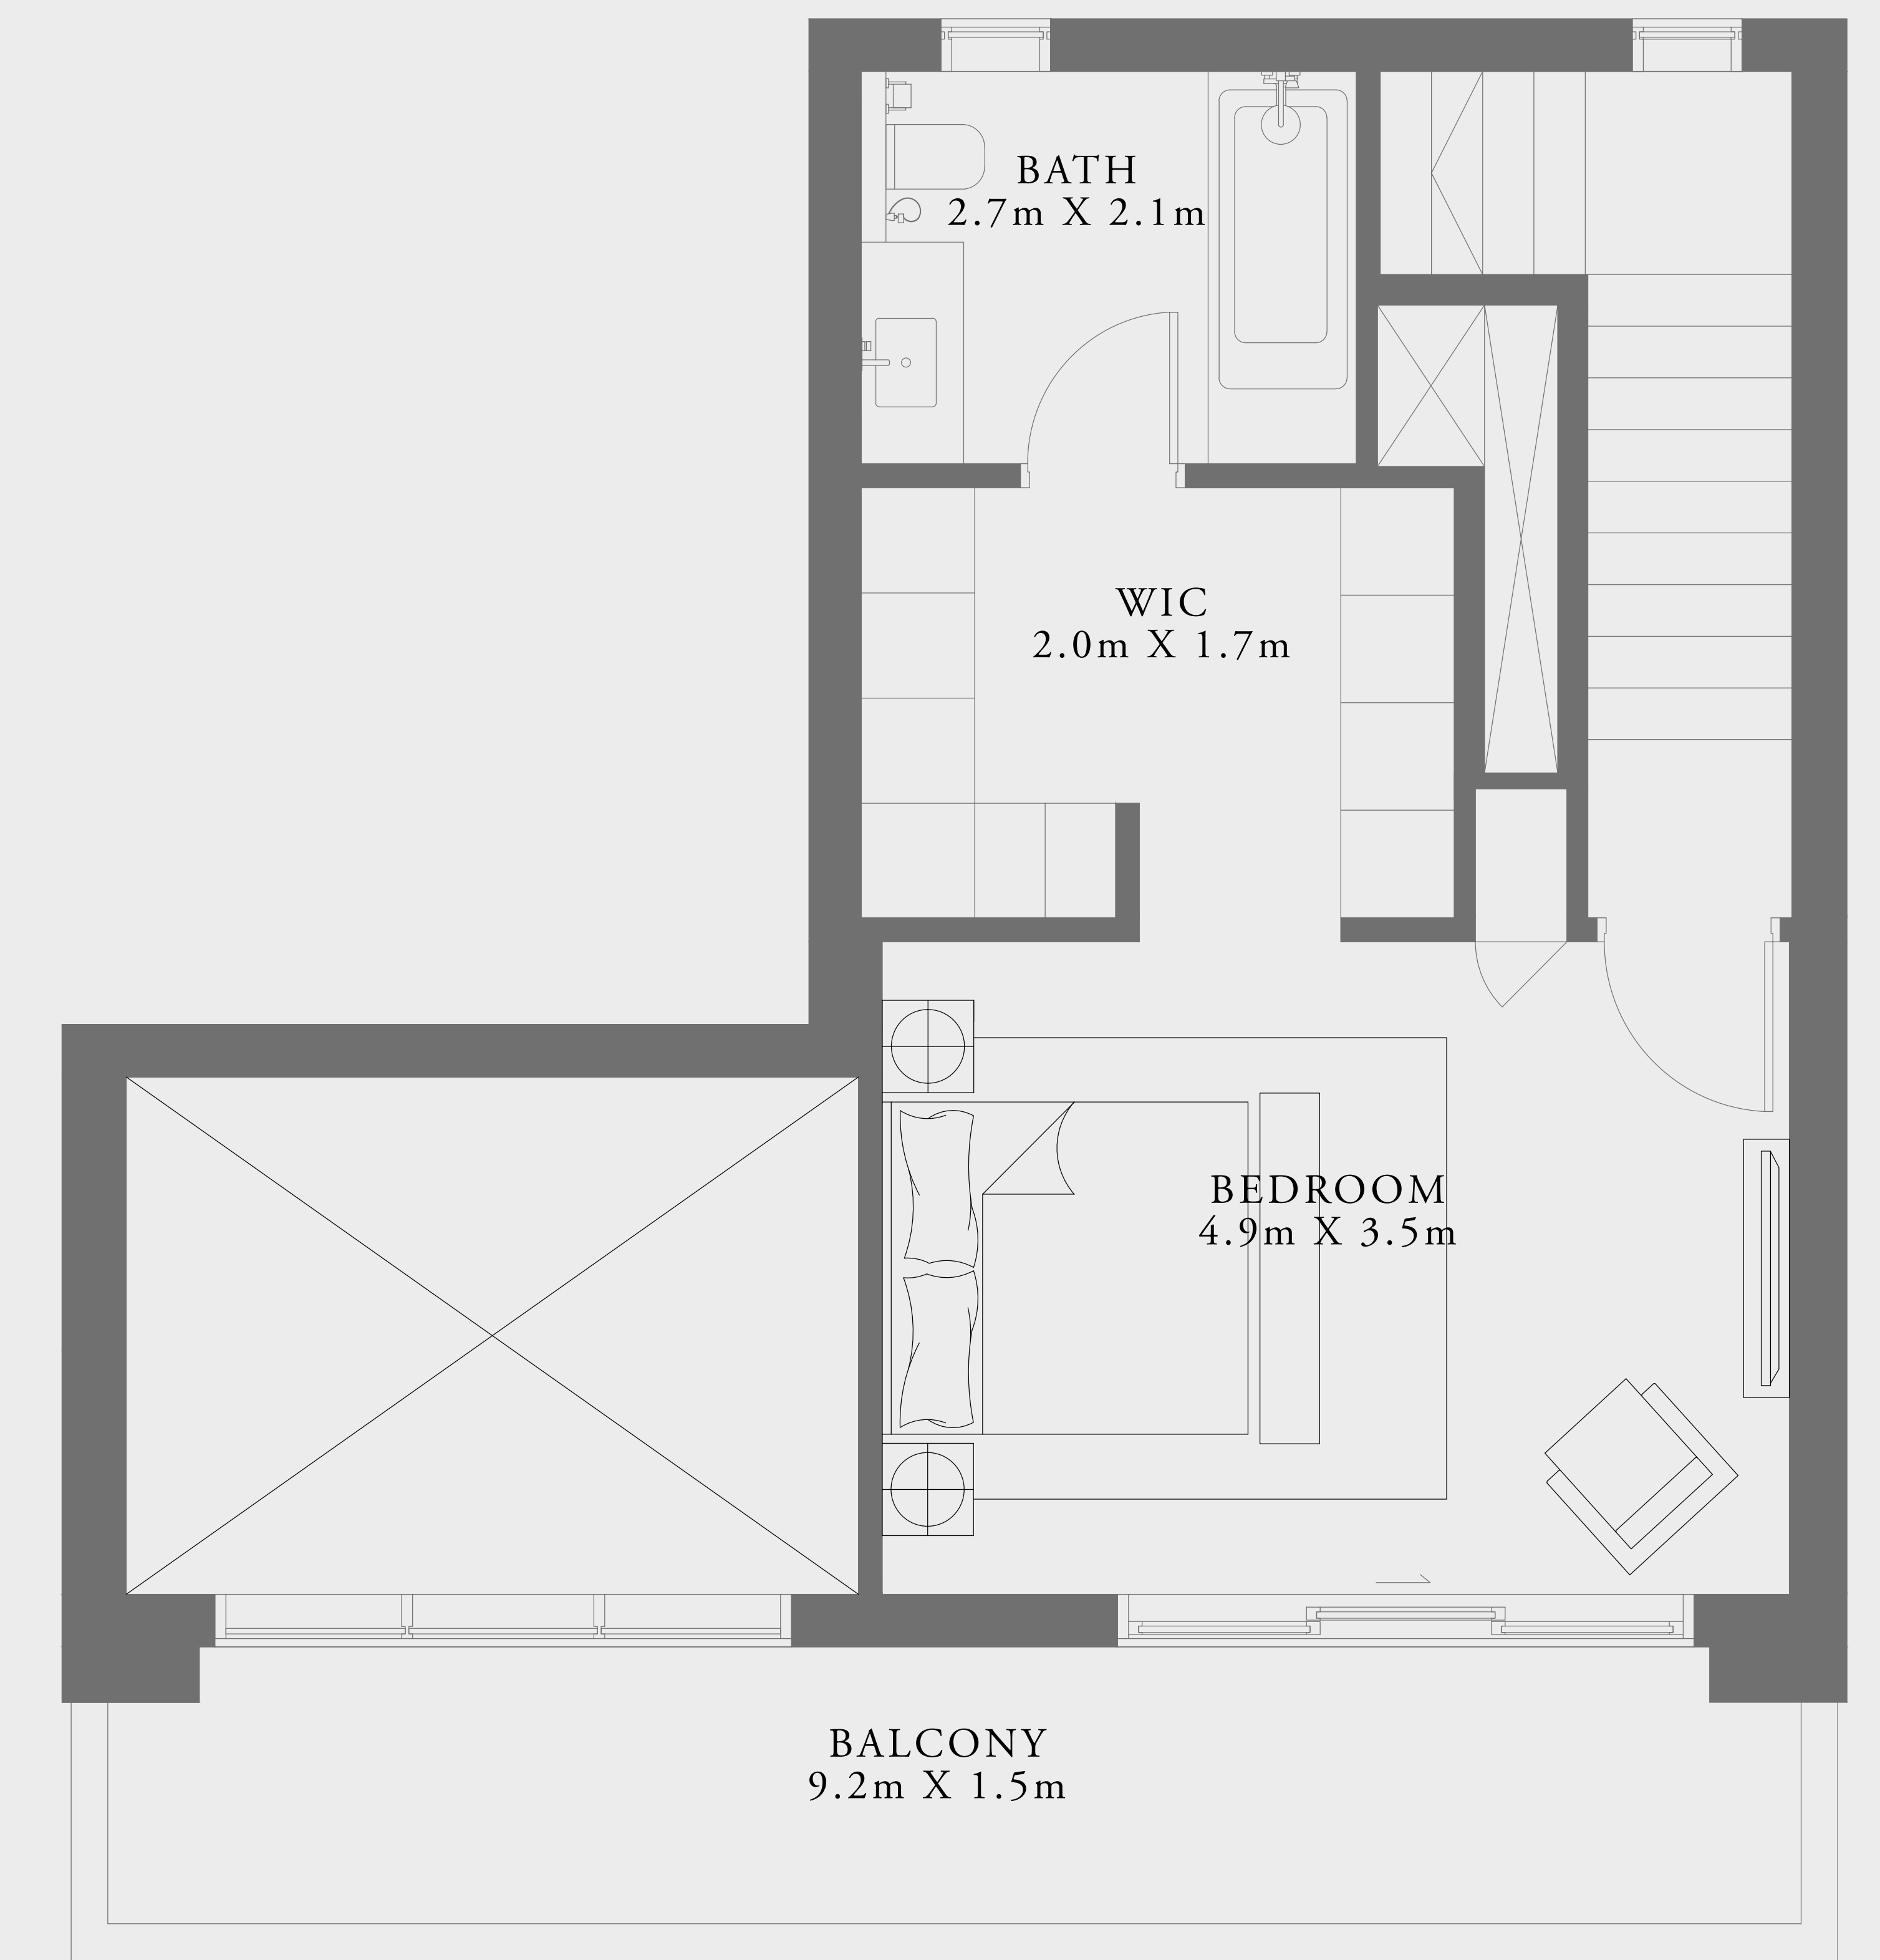 BATH
2.7m X 2.1m
WIC
2.0m X 1.7m
BEDROOM
4.9m X 3.5m
BALCONY
9.2m X 1.5m